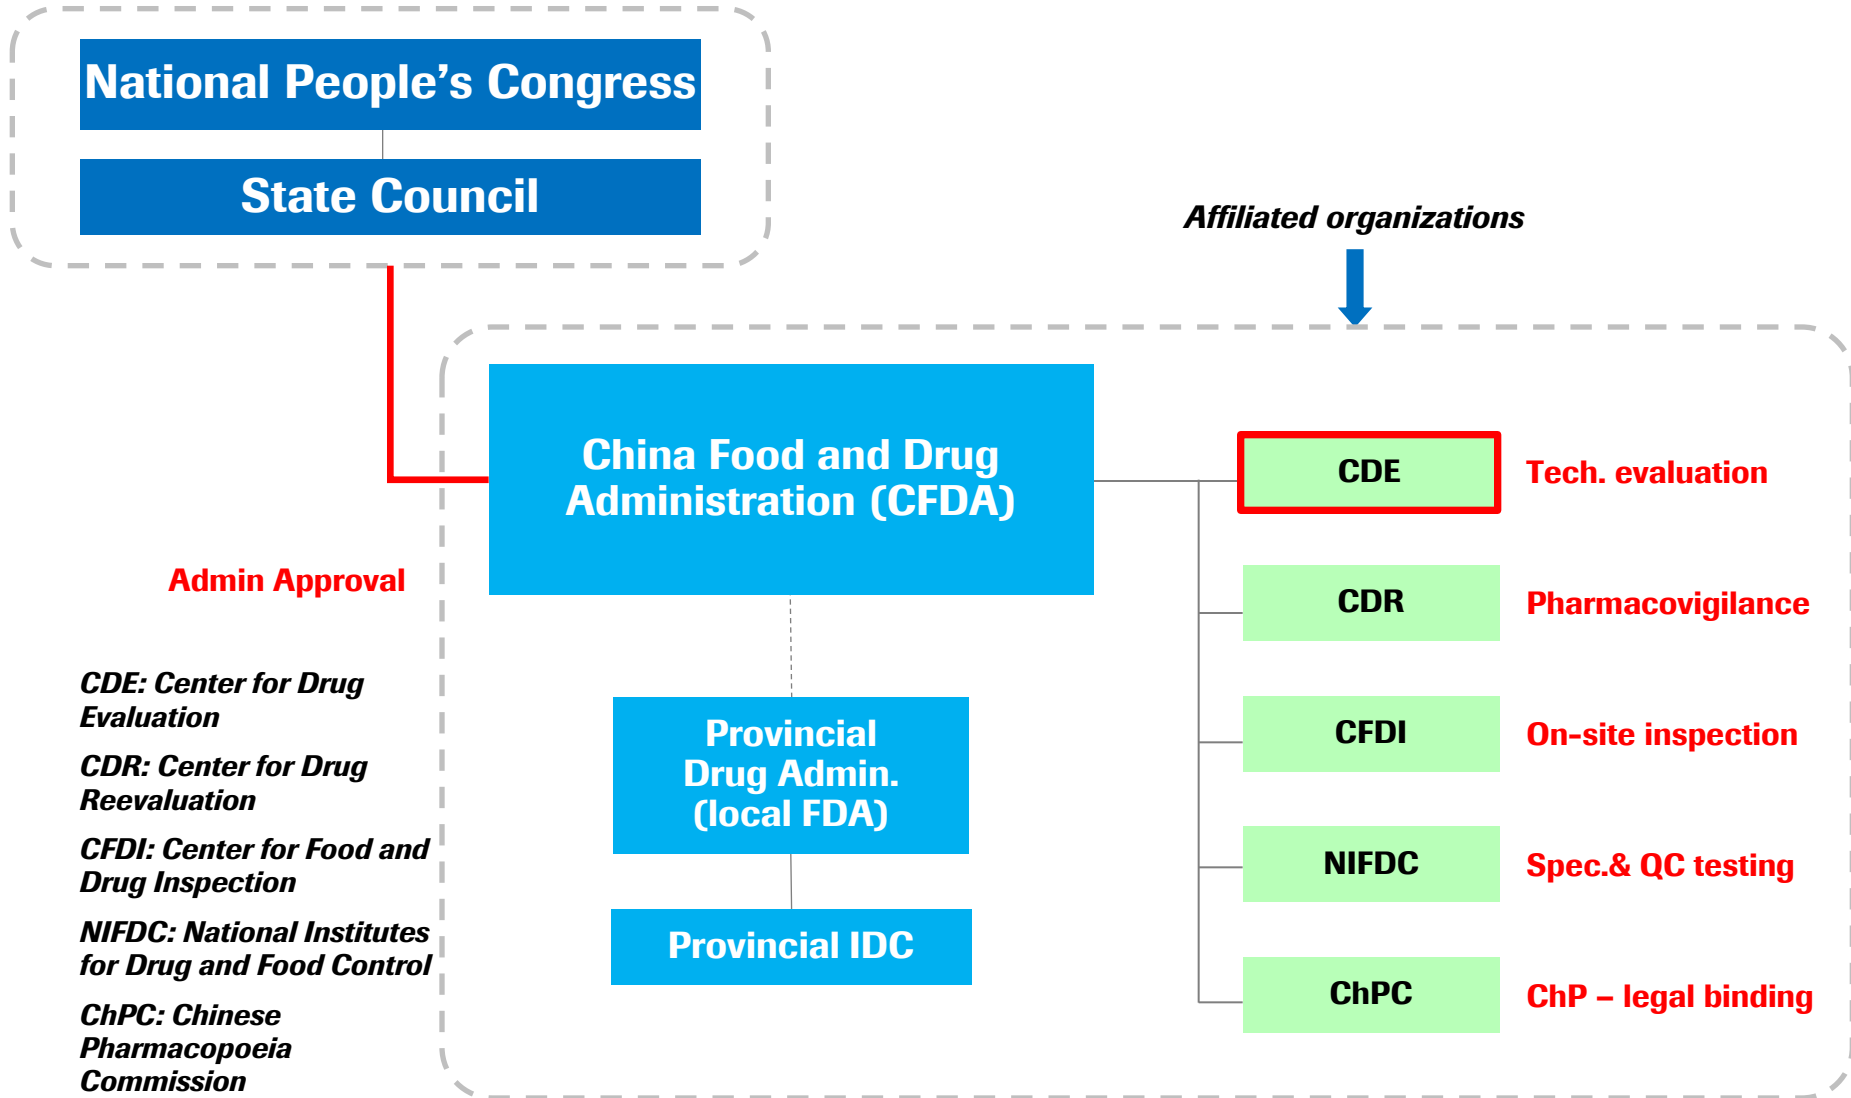 National People’s Congress
State Council
Affiliated organizations
China Food and Drug
Administration (CFDA)
CDE
Tech. evaluation
Admin Approval
CDR
Pharmacovigilance
CDE: Center for Drug
Evaluation
CDR: Center for Drug
Reevaluation
CFDI: Center for Food and
Drug Inspection
NIFDC: National Institutes
for Drug and Food Control
ChPC: Chinese
Pharmacopoeia
Commission
Provincial
Drug Admin.
(local FDA)
Provincial IDC
CFDI
On-site inspection
NIFDC
Spec.& QC testing
ChPC
ChP – legal binding